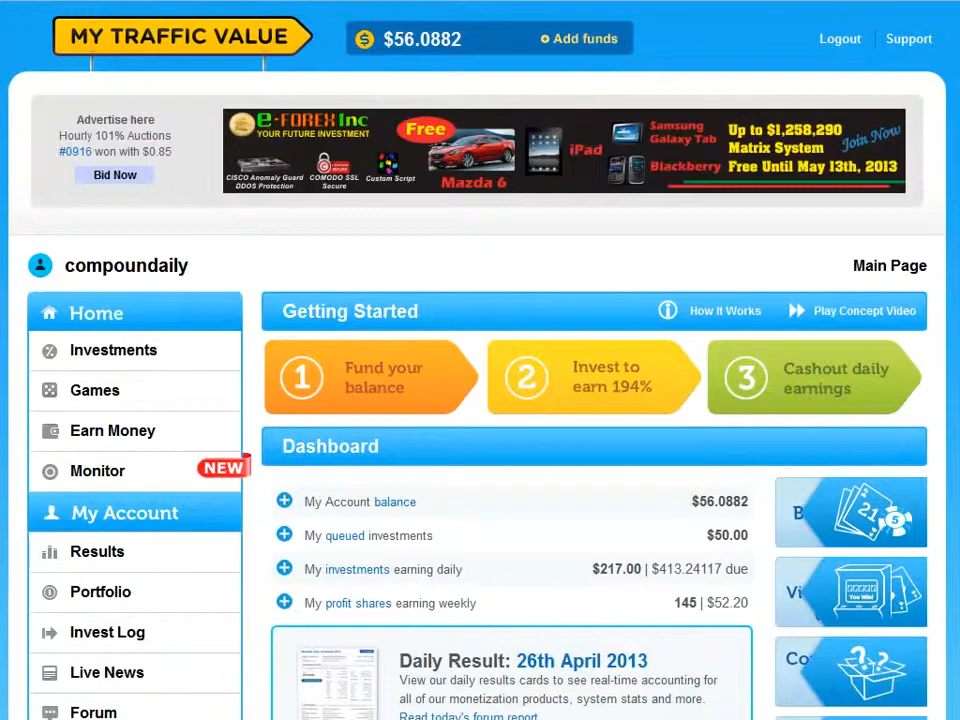 MY TRAFFIC VALUE
$56.0882
Add funds
Logout
Support
Advertise here
Hourly 101% Auctions
#0916 won with $0.85
Bid Now
e-FOREX Inc
YOUR FUTURE INVESTMENT
CISCO Anomaly Guard
DDOS Protection
COMODO SSL
Secure
Custom Script
Free
Mazda 6
iPad
Samsung
Galaxy Tab
Blackberry
Up to $1,258,290
Matrix System
Free Until May 13th, 2013
Join Now
compoundaily
Main Page
Home
Investments
Games
Earn Money
Monitor
NEW
My Account
Results
Portfolio
Invest Log
Live News
Forum
Getting Started
How It Works
Play Concept Video
1 Fund your
balance
2 Invest to
earn 194%
3 Cashout daily
earnings
Dashboard
My Account balance $56.0882
My queued investments $50.00
My investments earning daily $217.00 | $413.24117 due
My profit shares earning weekly 145 | $52.20
Daily Result: 26th April 2013
View our daily results cards to see real-time accounting for
all of our monetization products, system stats and more.
Read today's forum report
B
21
5
Vi
You Win!
Co